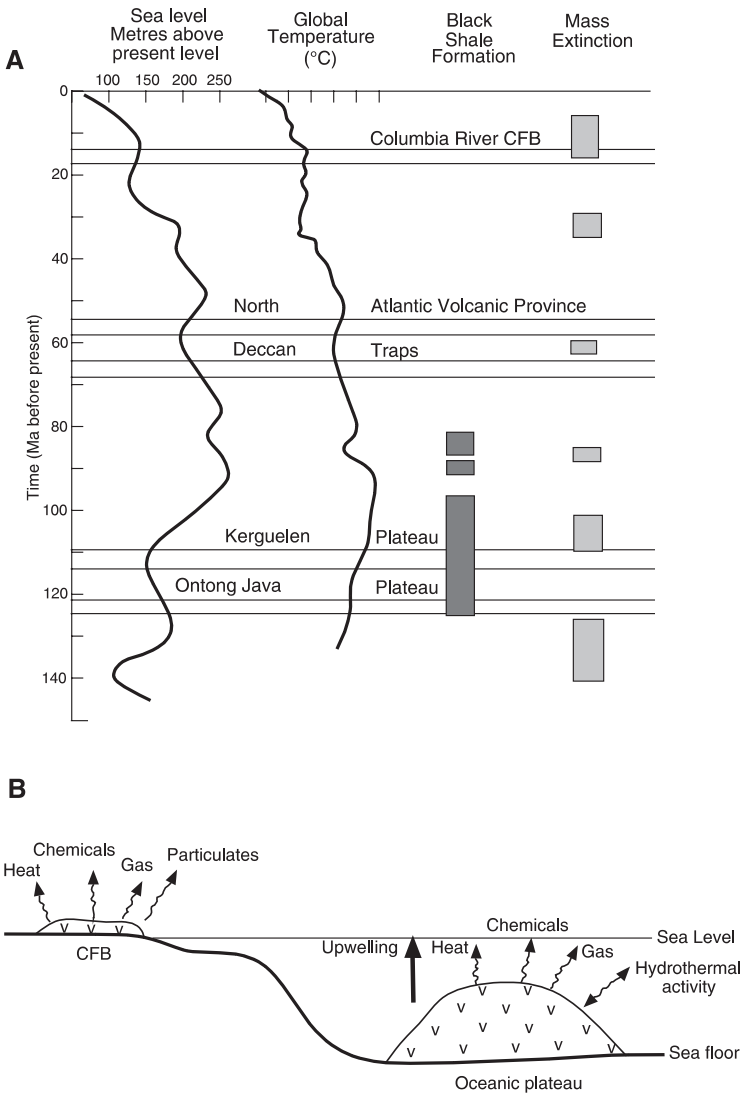 A
Sea level
Metres above
present level
Global
Temperature
(°C)
Black
Shale
Formation
Mass
Extinction
100 150 200 250
0
Columbia River CFB
20
40
North Atlantic Volcanic Province
60
Deccan Traps
80
100
Kerguelen Plateau
Ontong Java Plateau
120
140
Time (Ma before present)
B
Chemicals
Particulates
Heat
Gas
CFB
Chemicals
Sea Level
Upwelling
Heat
Gas
Hydrothermal
activity
Sea floor
Oceanic plateau
V V V
V V V V V V V V V V V V V V